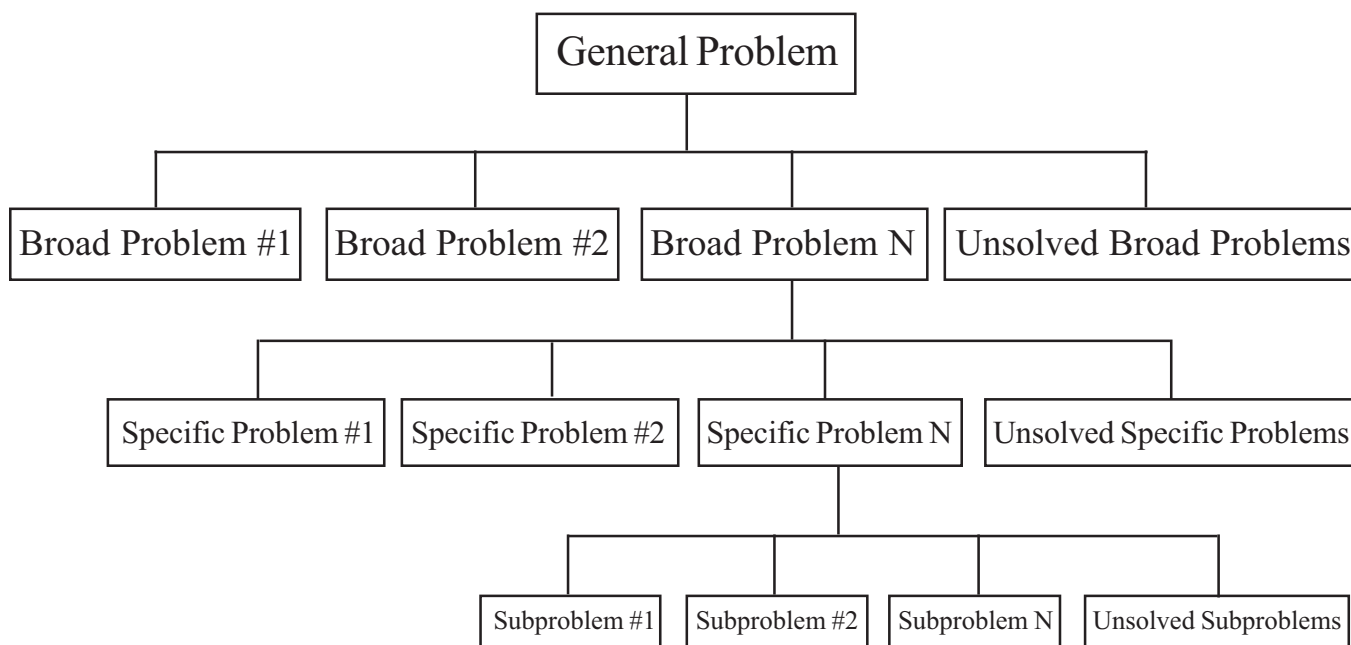 General Problem
Broad Problem #1
Broad Problem #2
Broad Problem N
Unsolved Broad Problems
Specific Problem #1
Specific Problem #2
Specific Problem N
Unsolved Specific Problems
Subproblem #1
Subproblem #2
Subproblem N
Unsolved Subproblems